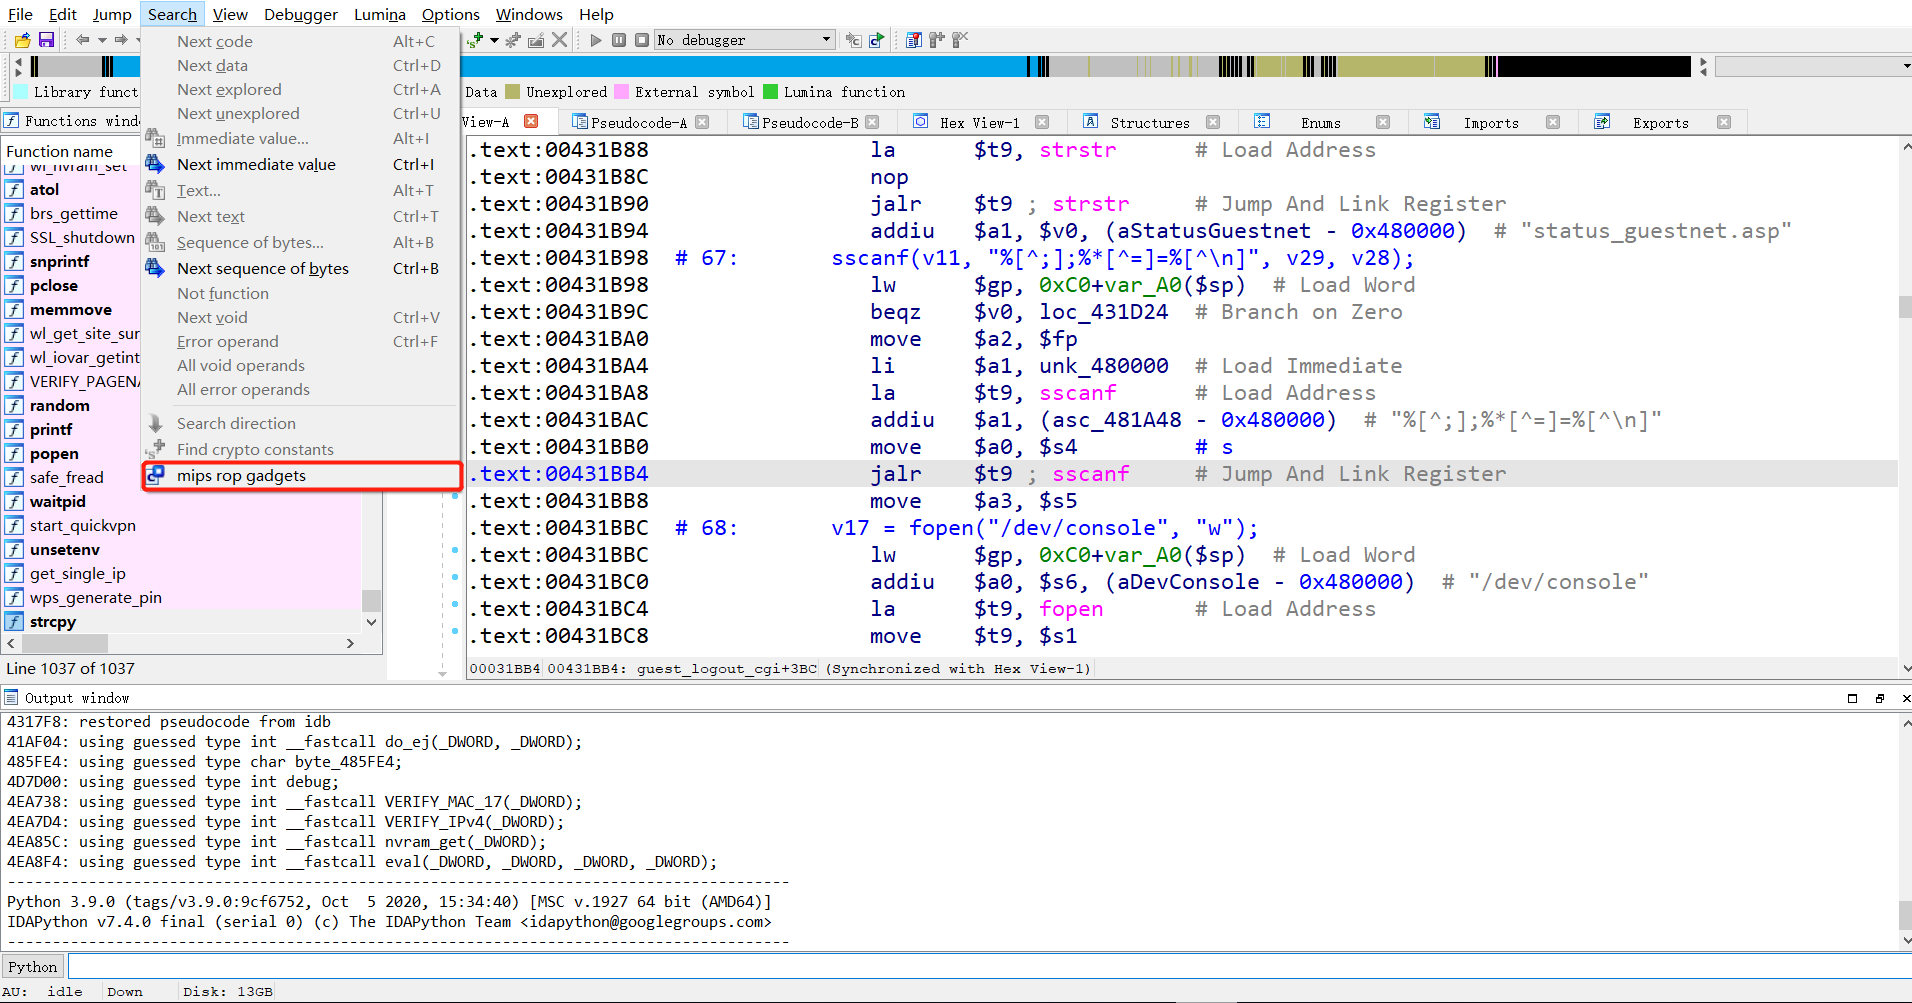 File Edit Jump Search View Debugger Lumina Options Windows Help
No debugger
Library funct
Data Unexplored External symbol Lumina function
Next code Alt+C
Next data Ctrl+D
Next explored Ctrl+A
Next unexplored Ctrl+U
Immediate value... Alt+I
Next immediate value Ctrl+I
Text... Alt+T
Next text Ctrl+T
Sequence of bytes... Alt+B
Next sequence of bytes Ctrl+B
Not function
Next void Ctrl+V
Error operand Ctrl+F
All void operands
All error operands
Search direction
Find crypto constants
mips rop gadgets
Functions windo
Function name
wl_nvram_set
atol
brs_gettime
SSL_shutdown
snprintf
pclose
memmove
wl_get_site_sur
wl_iovar_getint
VERIFY_PAGENA
random
printf
popen
safe_fread
waitpid
start_quickvpn
unsetenv
get_single_ip
wps_generate_pin
strcpy
Line 1037 of 1037
View-A Pseudocode-A Pseudocode-B Hex View-1 Structures Enums Imports Exports
.text:00431B88 la $t9, strstr # Load Address
.text:00431B8C nop
.text:00431B90 jalr $t9 ; strstr # Jump And Link Register
.text:00431B94 addiu $a1, $v0, (aStatusGuestnet - 0x480000) # "status_guestnet.asp"
.text:00431B98 # 67: sscanf(v11, "%[^;];%*[^=]=%[^\n]", v29, v28);
.text:00431B98 lw $gp, 0xC0+var_A0($sp) # Load Word
.text:00431B9C beqz $v0, loc_431D24 # Branch on Zero
.text:00431BA0 move $a2, $fp
.text:00431BA4 li $a1, unk_480000 # Load Immediate
.text:00431BA8 la $t9, sscanf # Load Address
.text:00431BAC addiu $a1, (asc_481A48 - 0x480000) # "%[^;];%*[^=]=%[^\n]"
.text:00431BB0 move $a0, $s4 # s
.text:00431BB4 jalr $t9 ; sscanf # Jump And Link Register
.text:00431BB8 move $a3, $s5
.text:00431BBC # 68: v17 = fopen("/dev/console", "w");
.text:00431BBC lw $gp, 0xC0+var_A0($sp) # Load Word
.text:00431BC0 addiu $a0, $s6, (aDevConsole - 0x480000) # "/dev/console"
.text:00431BC4 la $t9, fopen # Load Address
.text:00431BC8 move $t9, $s1
00031BB4 00431BB4: guest_logout_cgi+3BC (Synchronized with Hex View-1)
Output window
4317F8: restored pseudocode from idb
41AF04: using guessed type int __fastcall do_ej(_DWORD, _DWORD);
485FE4: using guessed type char byte_485FE4;
4D7D00: using guessed type int debug;
4EA738: using guessed type int __fastcall VERIFY_MAC_17(_DWORD);
4EA7D4: using guessed type int __fastcall VERIFY_IPv4(_DWORD);
4EA85C: using guessed type int __fastcall nvram_get(_DWORD);
4EA8F4: using guessed type int __fastcall eval(_DWORD, _DWORD, _DWORD, _DWORD);
---------------------------------------------------------------------------------------
Python 3.9.0 (tags/v3.9.0:9cf6752, Oct  5 2020, 15:34:40) [MSC v.1927 64 bit (AMD64)]
IDAPython v7.4.0 final (serial 0) (c) The IDAPython Team <idapython@googlegroups.com>
---------------------------------------------------------------------------------------
Python
AU: idle Down Disk: 13GB